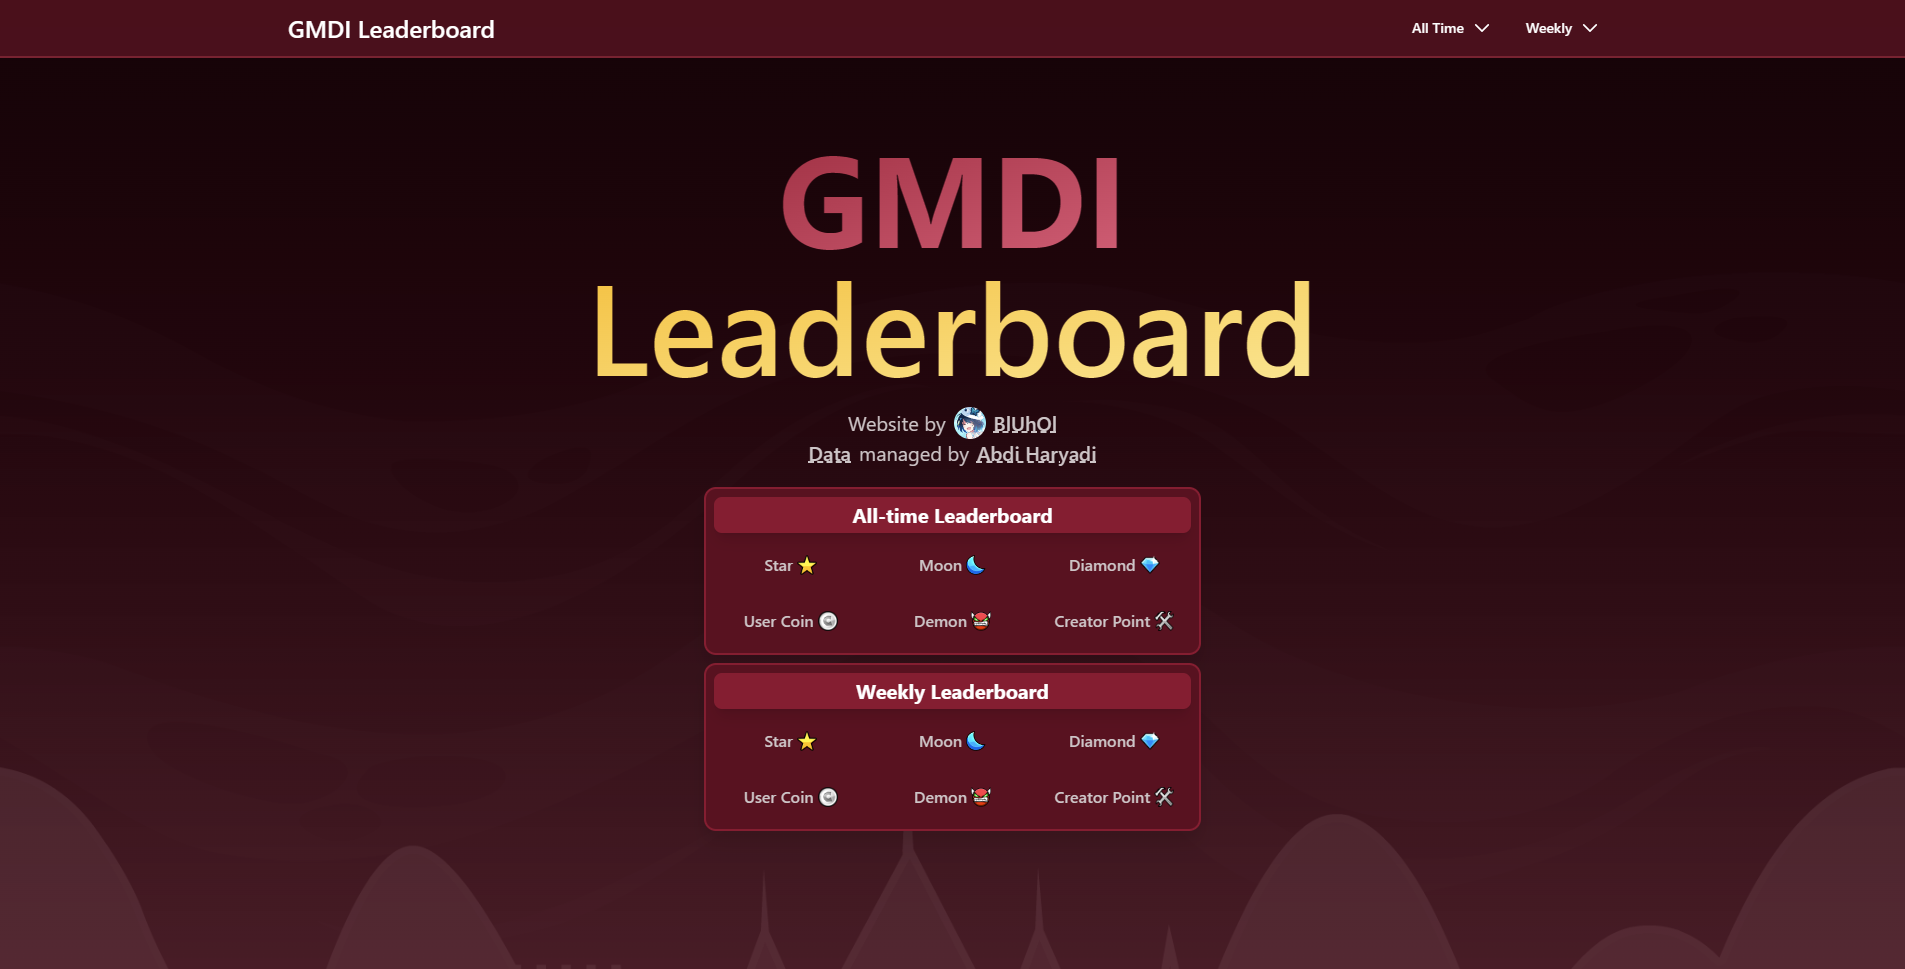 GMDI Leaderboard
All Time
Weekly
GMDI
Leaderboard
Website by BlUhOl
Data managed by Abdi Haryadi
All-time Leaderboard
Star
Moon
Diamond
User Coin
Demon
Creator Point
Weekly Leaderboard
Star
Moon
Diamond
User Coin
Demon
Creator Point